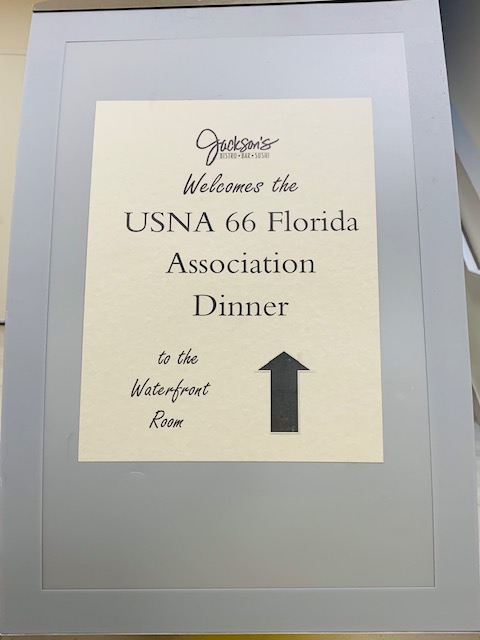 Jackson's
BISTRO • BAR • SUSHI
Welcomes the
USNA 66 Florida
Association
Dinner
to the
Waterfront
Room